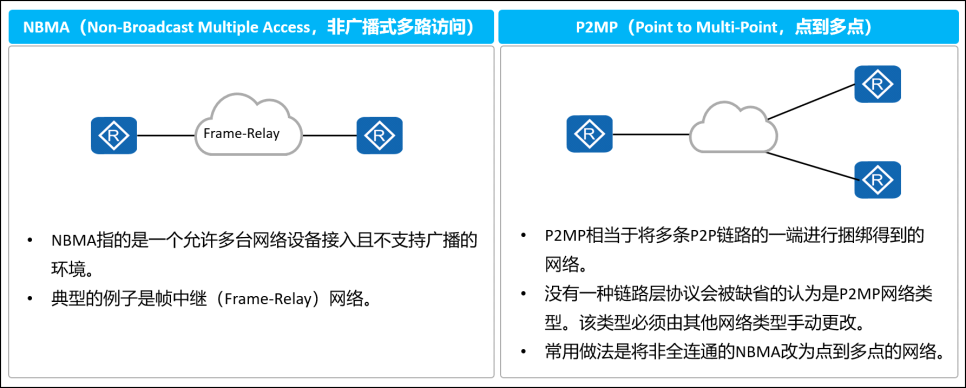 NBMA（Non-Broadcast Multiple Access，非广播式多路访问）
R
Frame-Relay
R
• NBMA指的是一个允许多台网络设备接入且不支持广播的
环境。
• 典型的例子是帧中继（Frame-Relay）网络。
P2MP（Point to Multi-Point，点到多点）
R
R
R
• P2MP相当于将多条P2P链路的一端进行捆绑得到的
网络。
• 没有一种链路层协议会被缺省的认为是P2MP网络类
型。该类型必须由其他网络类型手动更改。
• 常用做法是将非全连通的NBMA改为点到多点的网络。